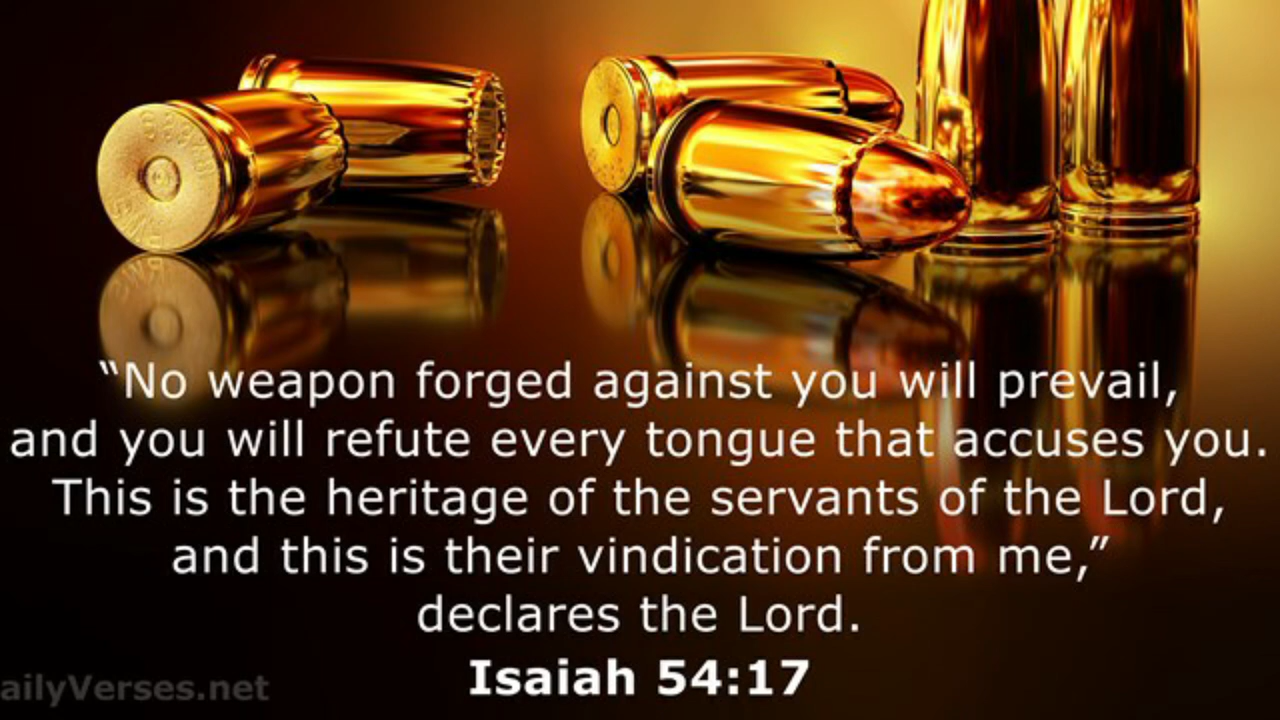 “No weapon forged against you will prevail,
and you will refute every tongue that accuses you.
This is the heritage of the servants of the Lord,
and this is their vindication from me,”
declares the Lord.
Isaiah 54:17
ailyVerses.net